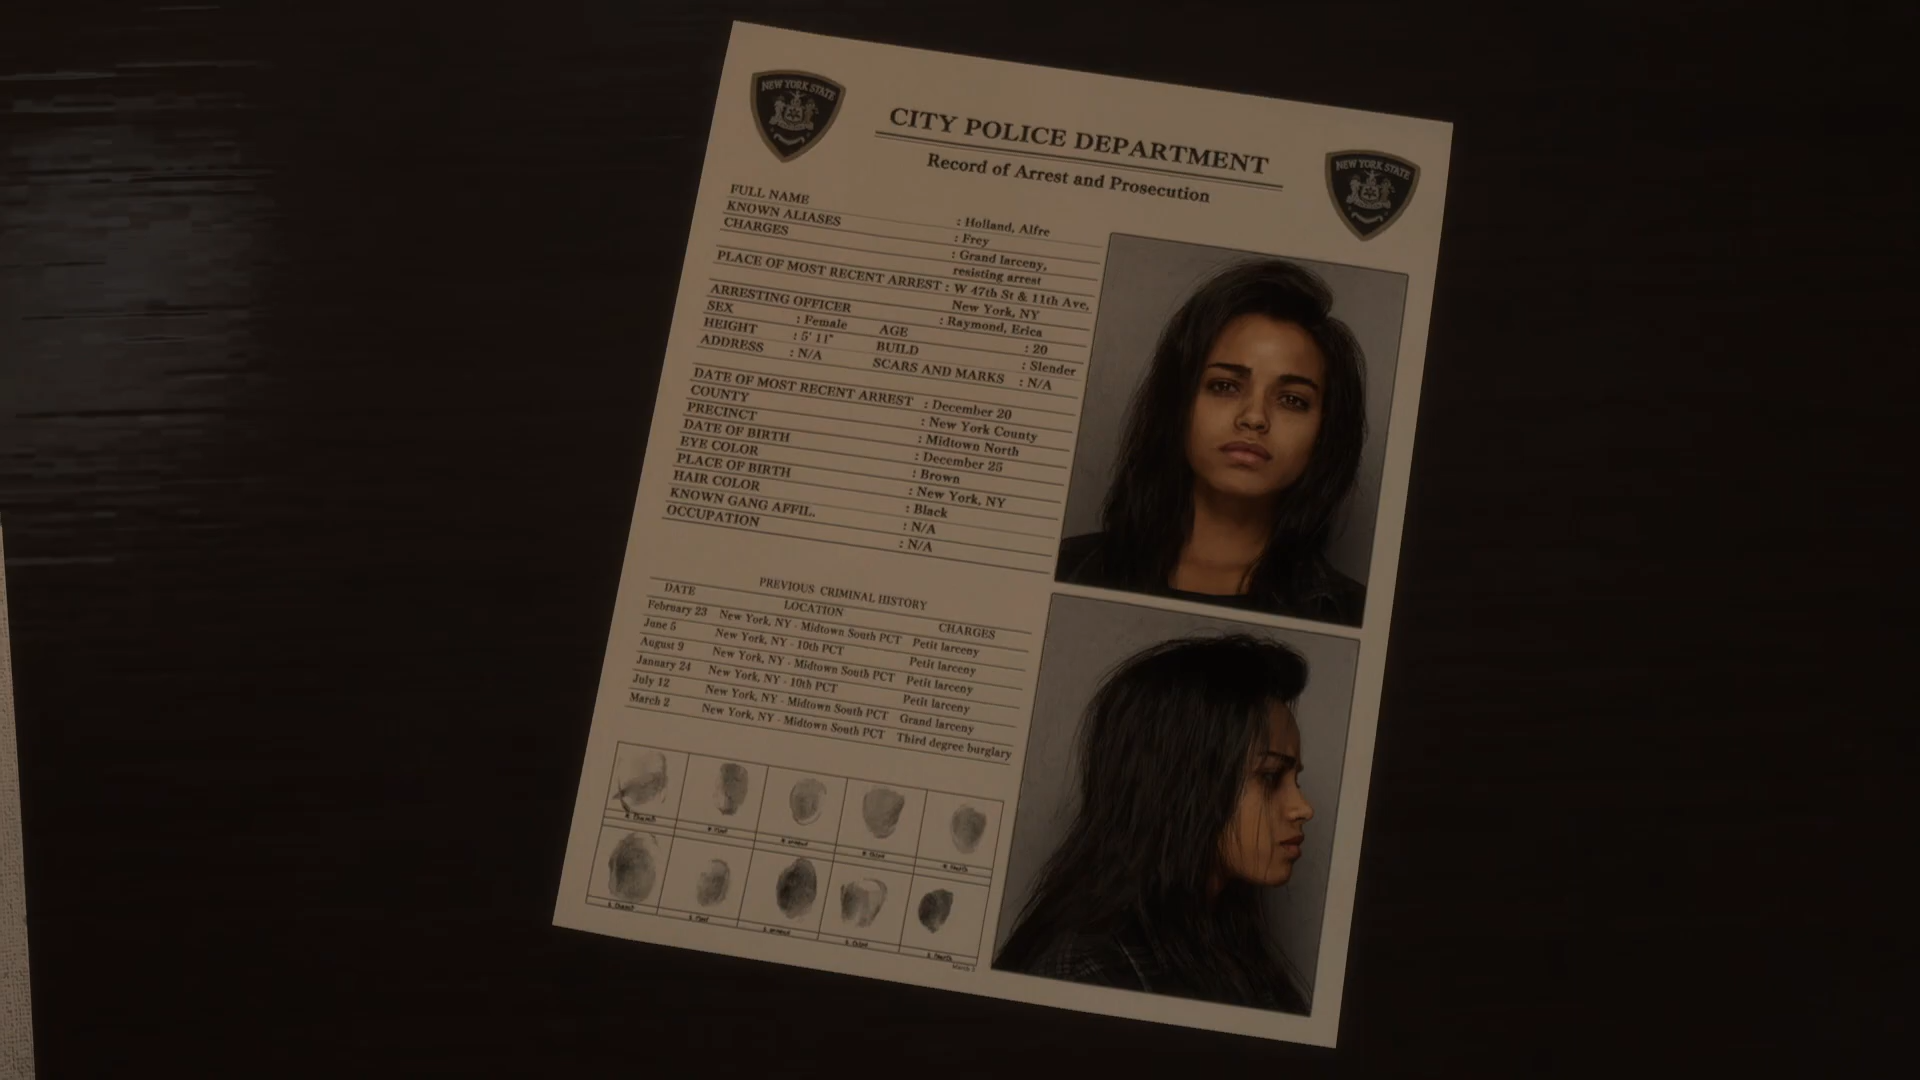 NEW YORK STATE
CITY POLICE DEPARTMENT
Record of Arrest and Prosecution
NEW YORK STATE
FULL NAME : Holland, Alfre
KNOWN ALIASES : Frey
CHARGES : Grand larceny,
resisting arrest
PLACE OF MOST RECENT ARREST : W 47th St & 11th Ave,
New York, NY
ARRESTING OFFICER : Raymond, Erica
SEX : Female AGE : 20
HEIGHT : 5' 11" BUILD : Slender
ADDRESS : N/A SCARS AND MARKS : N/A
DATE OF MOST RECENT ARREST : December 20
COUNTY : New York County
PRECINCT : Midtown North
DATE OF BIRTH : December 25
EYE COLOR : Brown
PLACE OF BIRTH : New York, NY
HAIR COLOR : Black
KNOWN GANG AFFIL. : N/A
OCCUPATION : N/A
PREVIOUS CRIMINAL HISTORY
DATE LOCATION CHARGES
February 23 New York, NY - Midtown South PCT Petit larceny
June 5 New York, NY - 10th PCT Petit larceny
August 9 New York, NY - Midtown South PCT Petit larceny
January 24 New York, NY - 10th PCT Petit larceny
July 12 New York, NY - Midtown South PCT Grand larceny
March 2 New York, NY - Midtown South PCT Third degree burglary